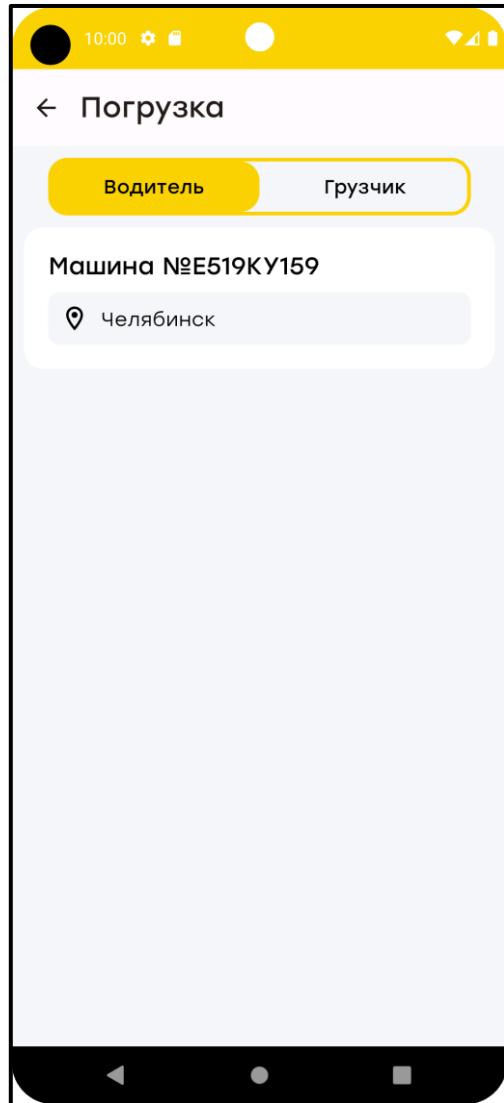 10:00
Погрузка
Водитель Грузчик
Машина №Е519КУ159
Челябинск